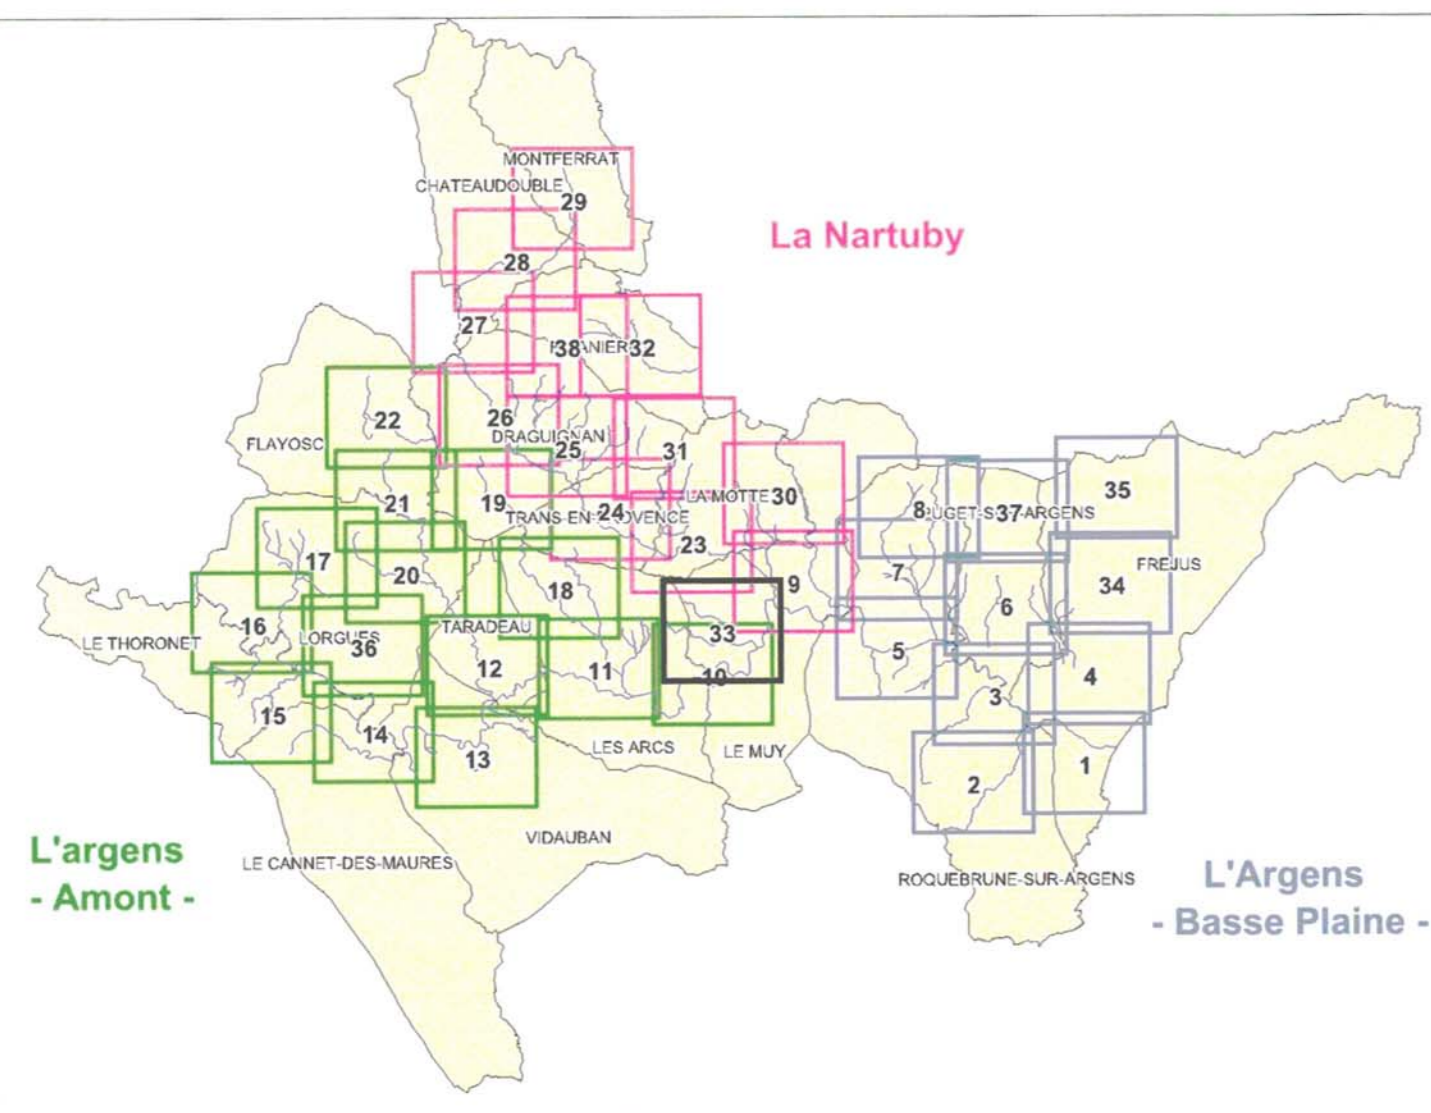 MONTFERRAT
CHATEAUDOUBLE
29
La Nartuby
28
27
38
32
22
26
FLAYOSC
DRAGUIGNAN
25
31
LA MOTTE
30
35
21
19
24
TRANS-EN-PROVENCE
8
37
23
17
20
18
9
7
34
FREJUS
6
16
LE THORONET
LORGUES
36
TARADEAU
33
12
11
10
5
4
3
15
14
13
LES ARCS
LE MUY
2
1
VIDAUBAN
L'argens
- Amont -
LE CANNET-DES-MAURES
ROQUEBRUNE-SUR-ARGENS
L'Argens
- Basse Plaine -